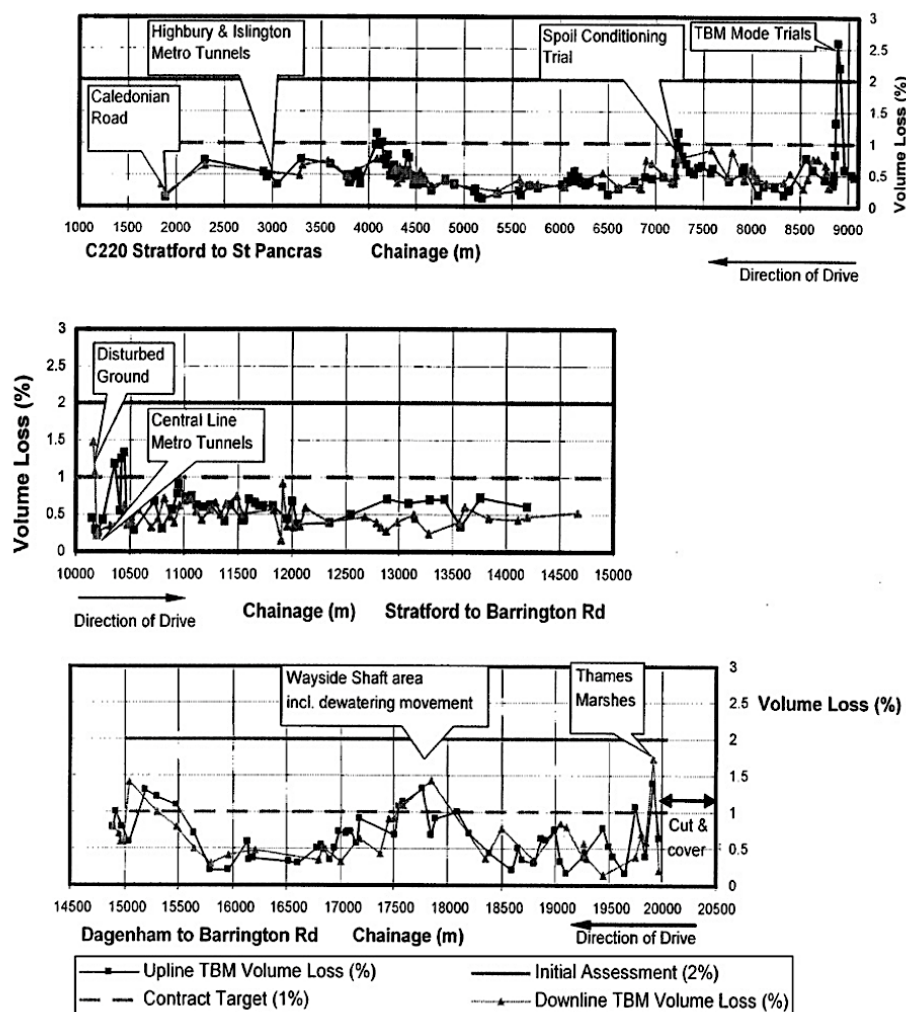 Highbury & Islington
Metro Tunnels
Spoil Conditioning
Trial
TBM Mode Trials
Caledonian
Road
3
2.5
2
1.5
1
0.5
0
Volume Loss (%)
1000 1500 2000 2500 3000 3500 4000 4500 5000 5500 6000 6500 7000 7500 8000 8500 9000
C220 Stratford to St Pancras Chainage (m)
Direction of Drive
3
2.5
2
1.5
1
0.5
0
Volume Loss (%)
Disturbed
Ground
Central Line
Metro Tunnels
10000 10500 11000 11500 12000 12500 13000 13500 14000 14500 15000
Direction of Drive
Chainage (m) Stratford to Barrington Rd
Wayside Shaft area
incl. dewatering movement
Thames
Marshes
3
2.5
2
1.5
1
0.5
0
Volume Loss (%)
Cut &
cover
14500 15000 15500 16000 16500 17000 17500 18000 18500 19000 19500 20000 20500
Dagenham to Barrington Rd Chainage (m)
Direction of Drive
Upline TBM Volume Loss (%) Initial Assessment (2%)
Contract Target (1%) Downline TBM Volume Loss (%)